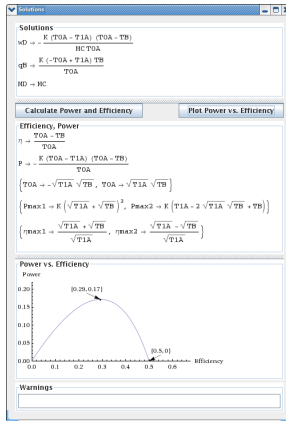 Solutions
Solutions
wD → - K (T0A - T1A) (T0A - TB) / HC T0A
qB → K (-T0A + T1A) TB / T0A
MD → MC
Calculate Power and Efficiency
Plot Power vs. Efficiency
Efficiency, Power
η → T0A - TB / T0A
P → - K (T0A - T1A) (T0A - TB) / T0A
{T0A → -√T1A √TB , T0A → √T1A √TB }
{Pmax1 → K (√T1A + √TB )², Pmax2 → K (T1A - 2 √T1A √TB + TB)}
{ηmax1 → √T1A + √TB / √T1A , ηmax2 → √T1A - √TB / √T1A }
Power vs. Efficiency
Power
0.20
[0.29, 0.17]
0.15
0.10
0.05
[0.5, 0]
0.00
Efficiency
0.0 0.1 0.2 0.3 0.4 0.5 0.6
Warnings